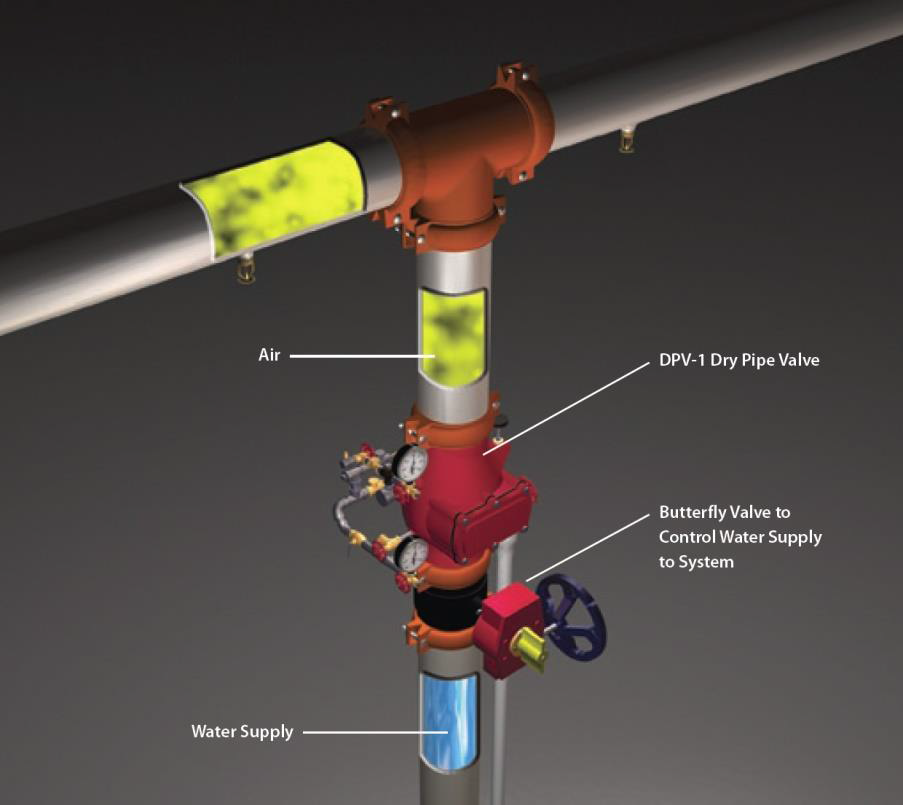 Air
DPV-1 Dry Pipe Valve
Butterfly Valve to
Control Water Supply
to System
Water Supply